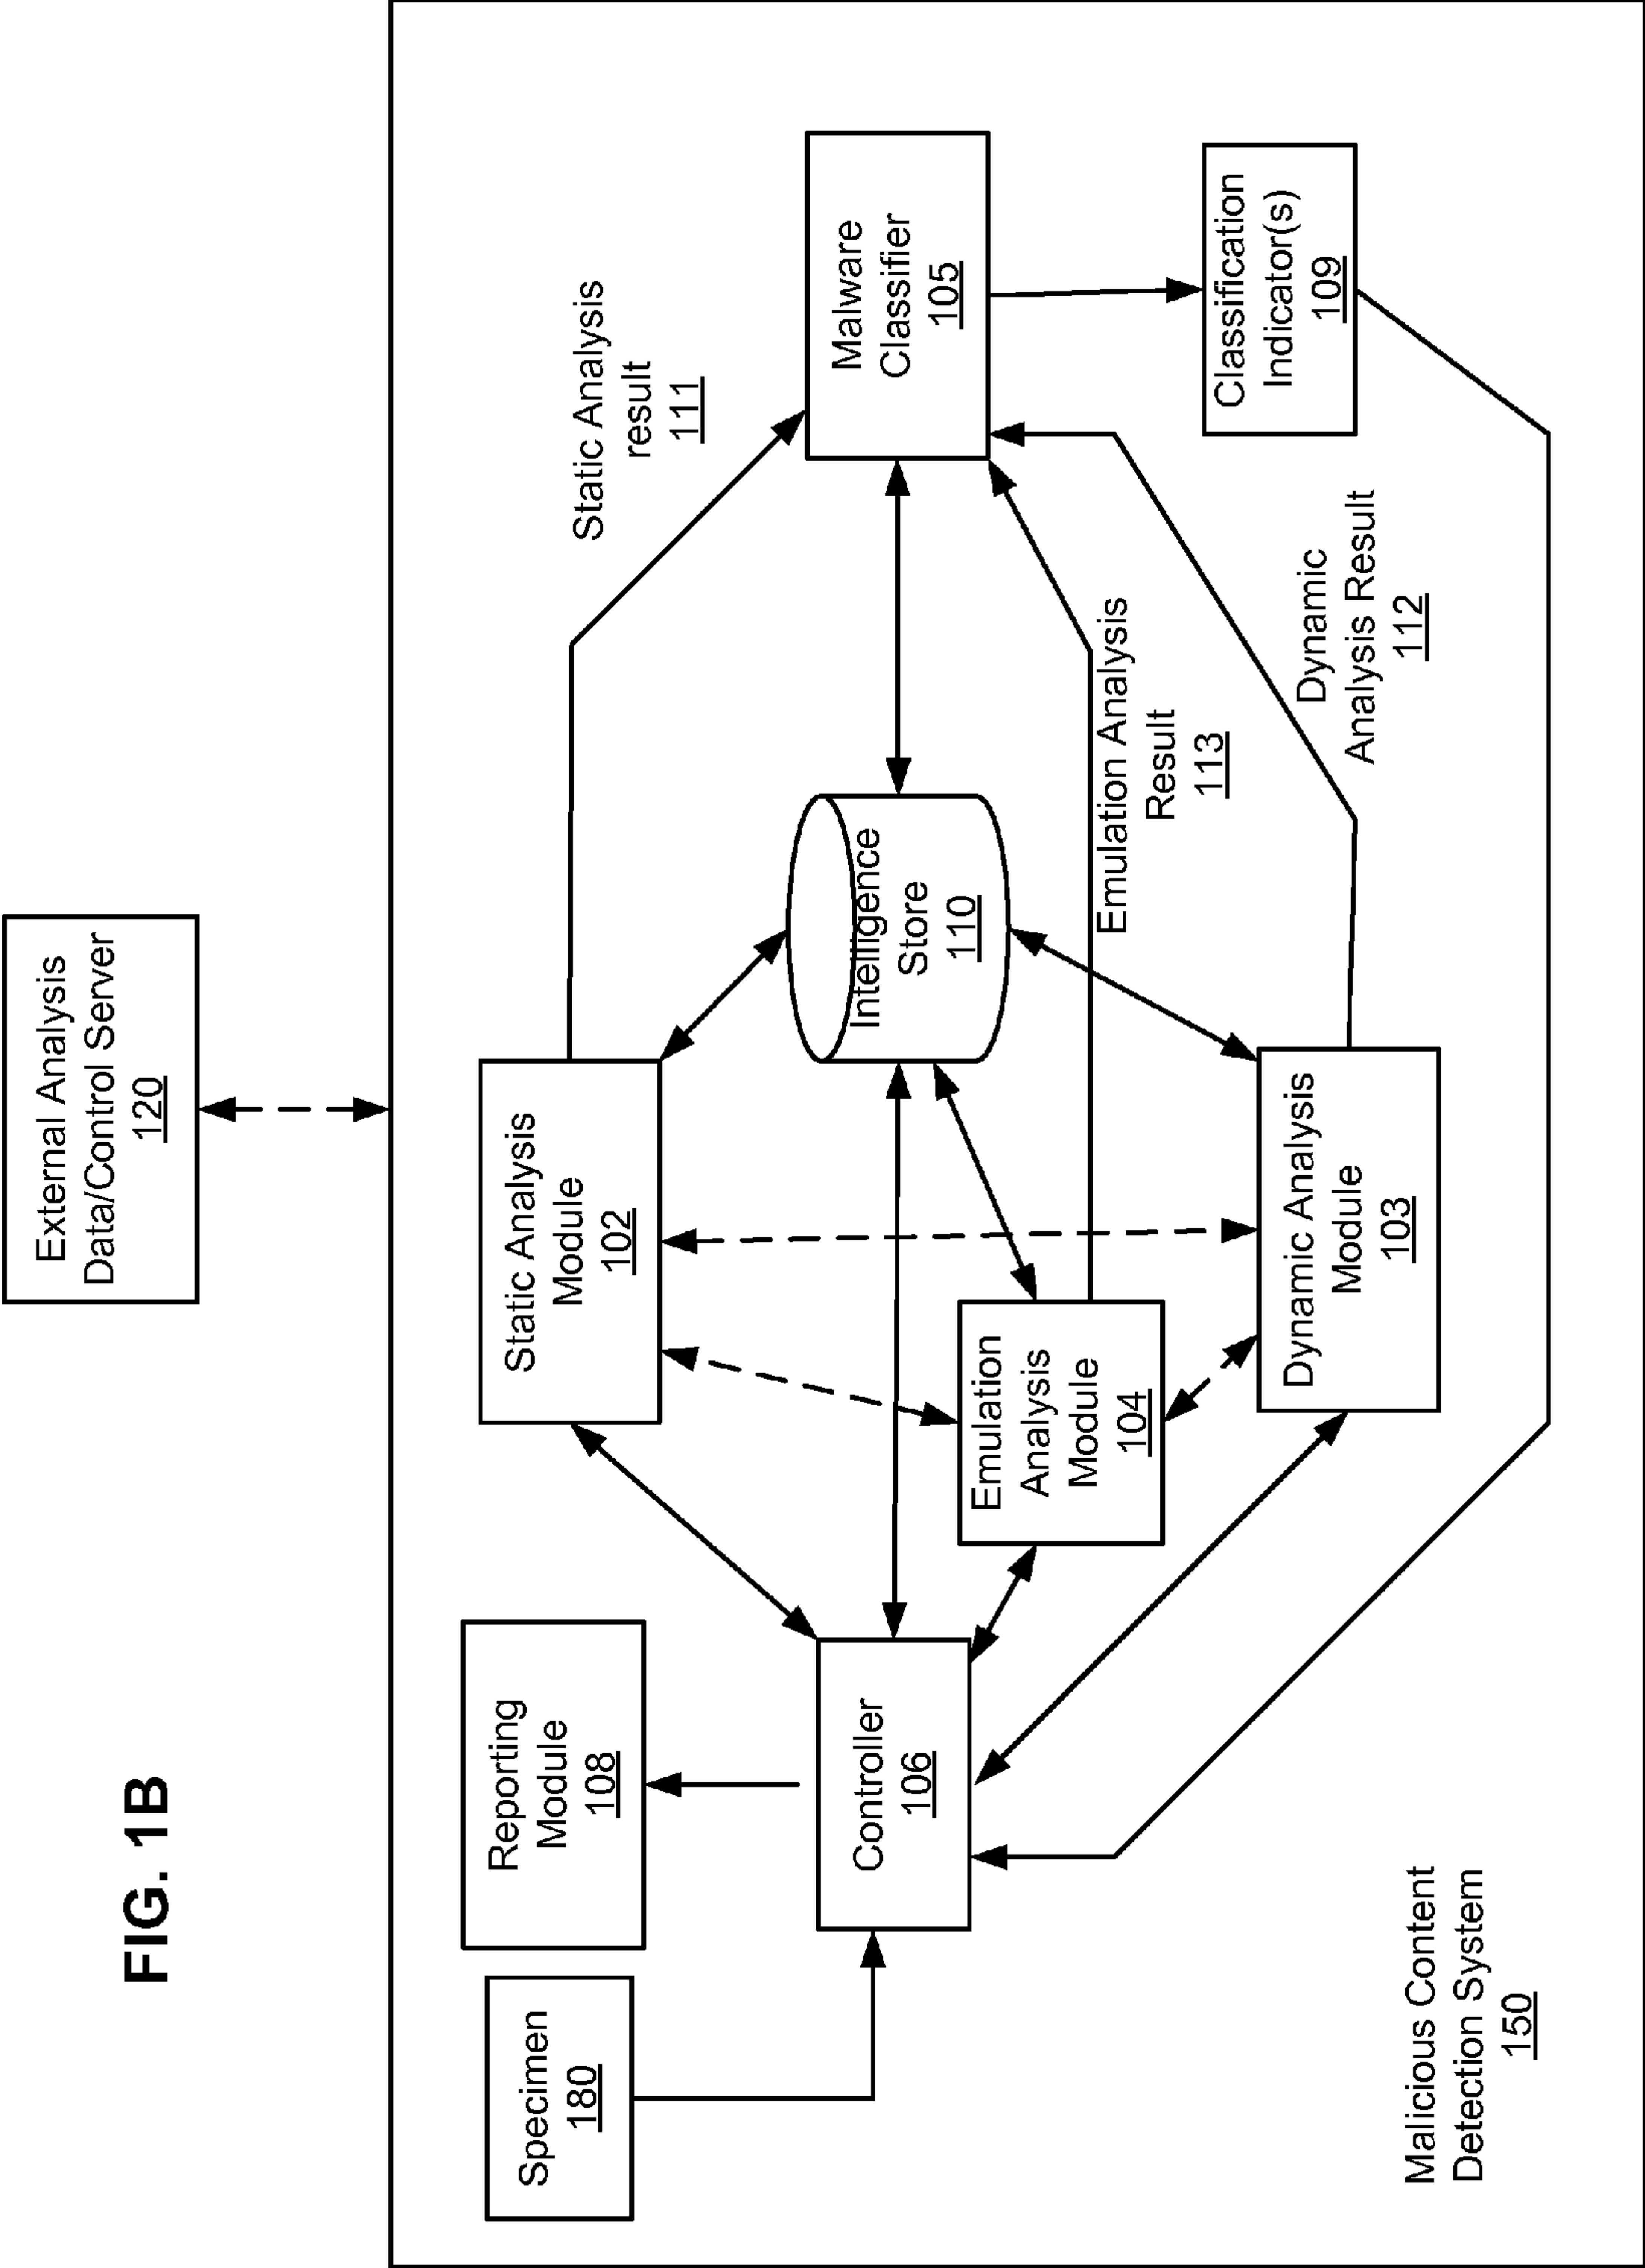 FIG. 1B
External Analysis
Data/Control Server
120
Specimen
180
Reporting
Module
108
Static Analysis
Module
102
Static Analysis
result
111
Controller
106
Intelligence
Store
110
Malware
Classifier
105
Emulation
Analysis
Module
104
Emulation Analysis
Result
113
Dynamic Analysis
Module
103
Dynamic
Analysis Result
112
Classification
Indicator(s)
109
Malicious Content
Detection System
150